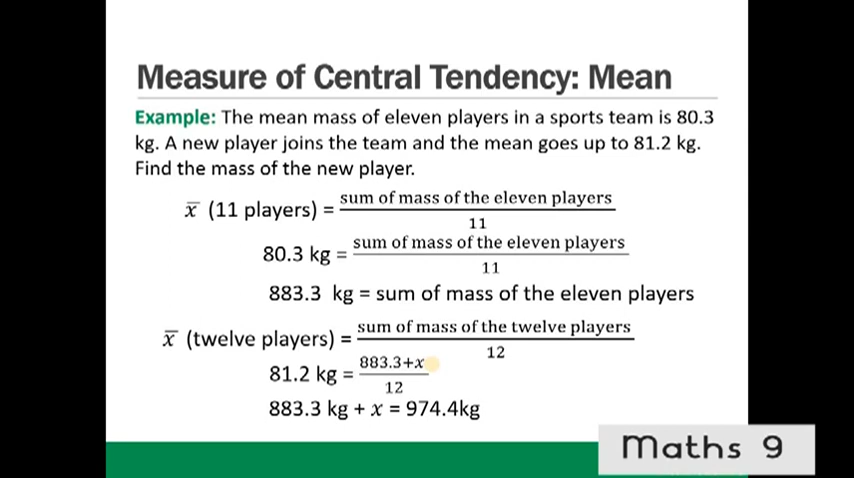 Measure of Central Tendency: Mean
Example: The mean mass of eleven players in a sports team is 80.3
kg. A new player joins the team and the mean goes up to 81.2 kg.
Find the mass of the new player.
x̅ (11 players) = sum of mass of the eleven players / 11
80.3 kg = sum of mass of the eleven players / 11
883.3 kg = sum of mass of the eleven players
x̅ (twelve players) = sum of mass of the twelve players / 12
81.2 kg = 883.3+x / 12
883.3 kg + x = 974.4kg
Maths 9